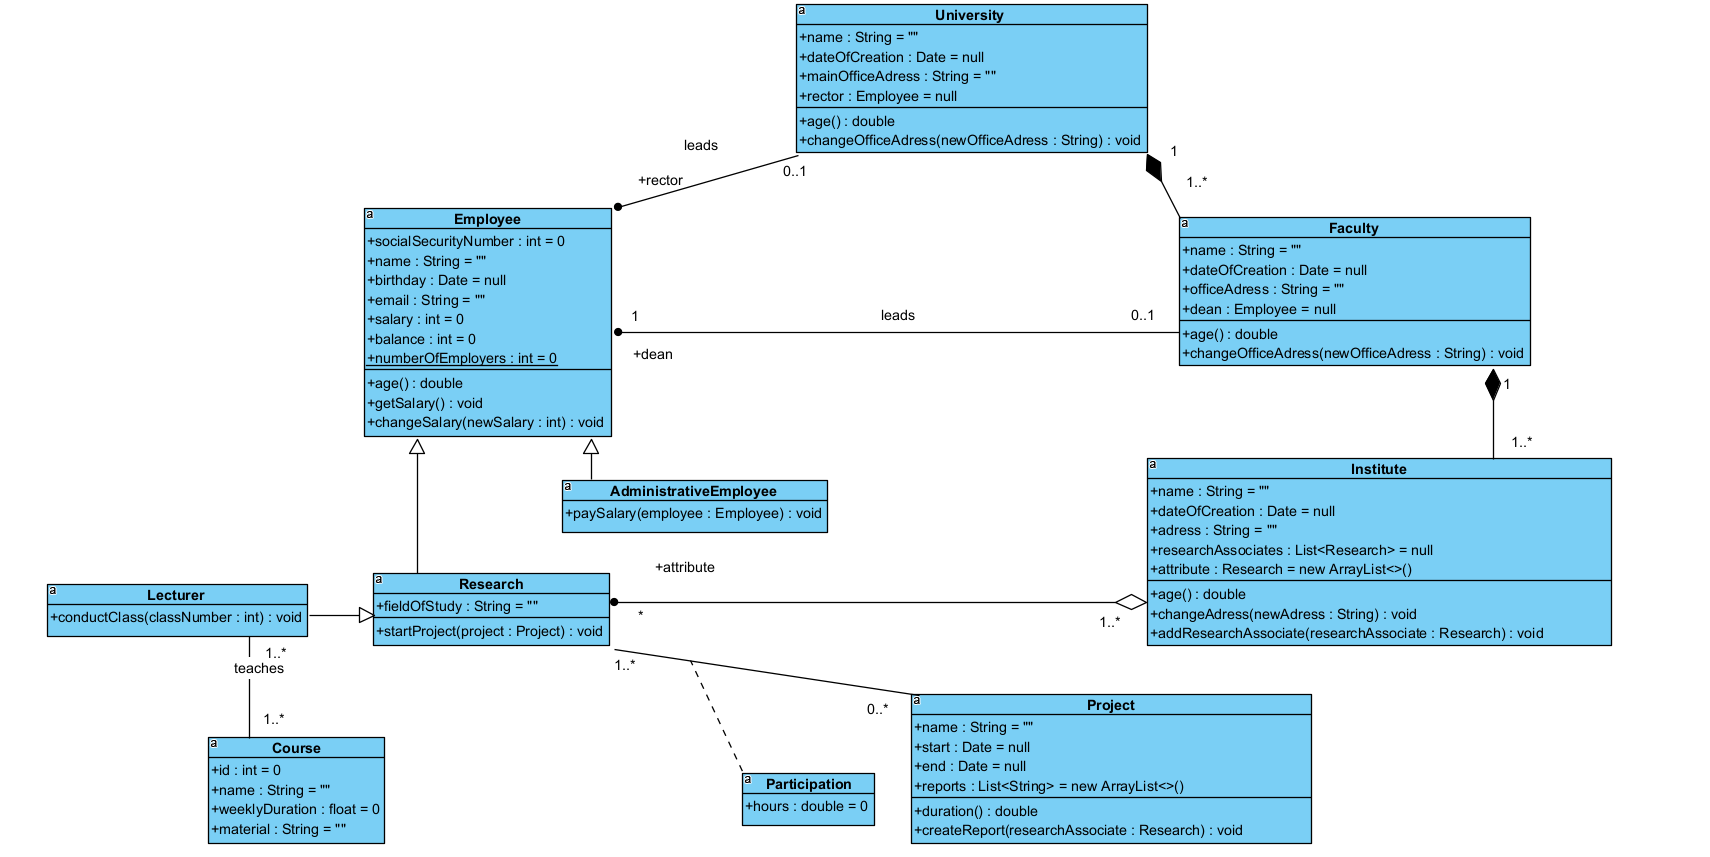 a
University
+name : String = ""
+dateOfCreation : Date = null
+mainOfficeAdress : String = ""
+rector : Employee = null
+age() : double
+changeOfficeAdress(newOfficeAdress : String) : void
leads
+rector
0..1
1
1..*
a
Employee
+socialSecurityNumber : int = 0
+name : String = ""
+birthday : Date = null
+email : String = ""
+salary : int = 0
+balance : int = 0
+numberOfEmployers : int = 0
+age() : double
+getSalary() : void
+changeSalary(newSalary : int) : void
a
Faculty
+name : String = ""
+dateOfCreation : Date = null
+officeAdress : String = ""
+dean : Employee = null
+age() : double
+changeOfficeAdress(newOfficeAdress : String) : void
1
leads
0..1
+dean
1
1..*
a
AdministrativeEmployee
+paySalary(employee : Employee) : void
a
Institute
+name : String = ""
+dateOfCreation : Date = null
+adress : String = ""
+researchAssociates : List<Research> = null
+attribute : Research = new ArrayList<>()
+age() : double
+changeAdress(newAdress : String) : void
+addResearchAssociate(researchAssociate : Research) : void
+attribute
*
1..*
a
Lecturer
+conductClass(classNumber : int) : void
a
Research
+fieldOfStudy : String = ""
+startProject(project : Project) : void
1..*
teaches
1..*
1..*
0..*
a
Course
+id : int = 0
+name : String = ""
+weeklyDuration : float = 0
+material : String = ""
a
Participation
+hours : double = 0
a
Project
+name : String = ""
+start : Date = null
+end : Date = null
+reports : List<String> = new ArrayList<>()
+duration() : double
+createReport(researchAssociate : Research) : void